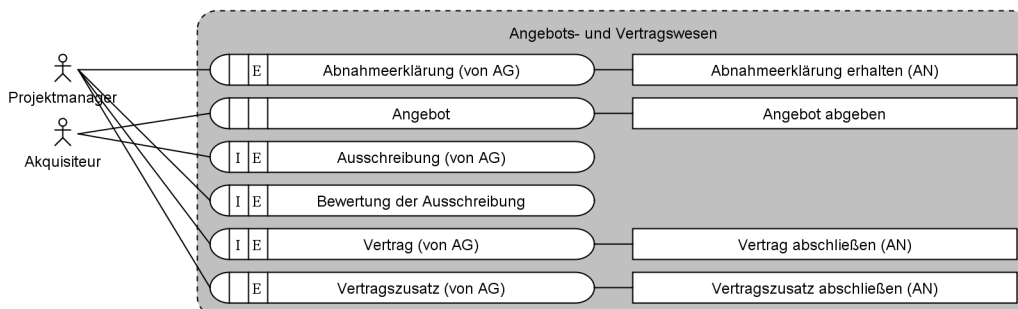 Angebots- und Vertragswesen
Projektmanager
Akquisiteur
E Abnahmeerklärung (von AG) Abnahmeerklärung erhalten (AN)
Angebot Angebot abgeben
I E Ausschreibung (von AG)
I E Bewertung der Ausschreibung
I E Vertrag (von AG) Vertrag abschließen (AN)
E Vertragszusatz (von AG) Vertragszusatz abschließen (AN)